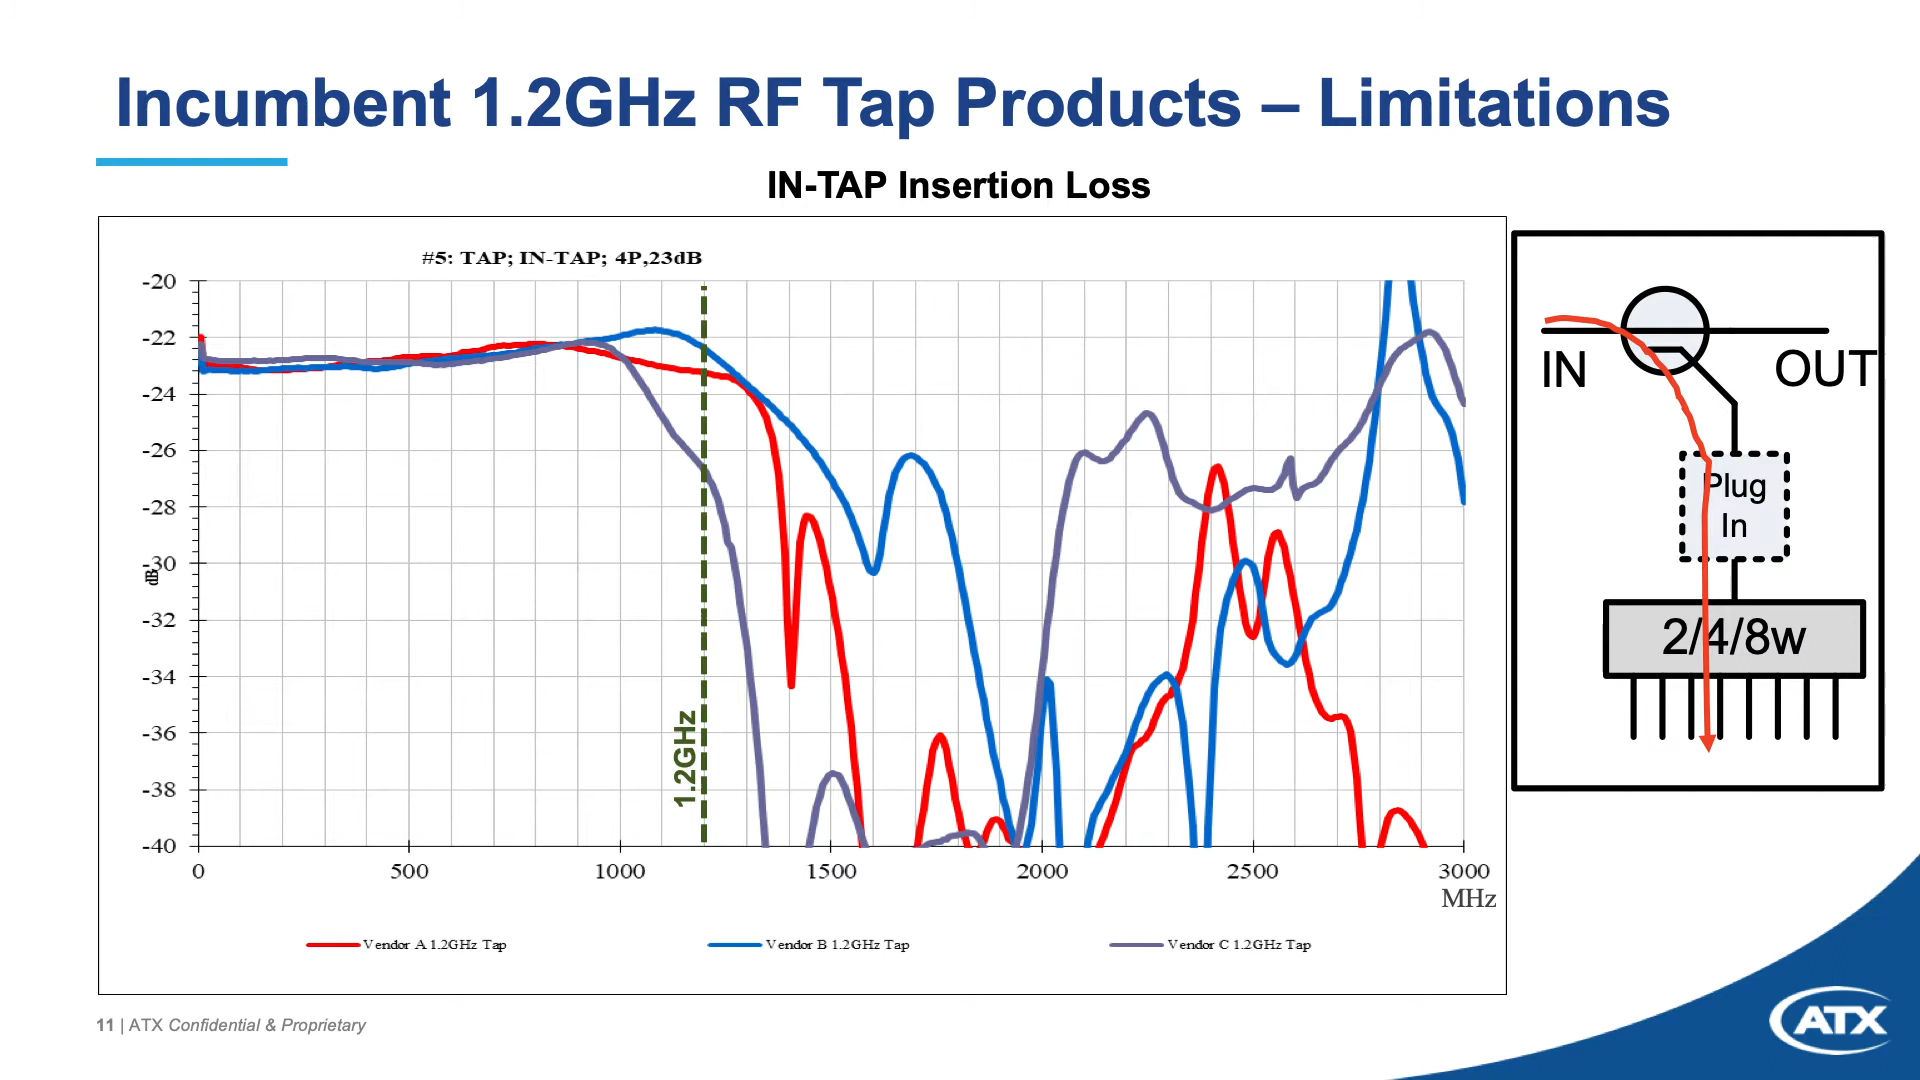 Incumbent 1.2GHz RF Tap Products – Limitations
IN-TAP Insertion Loss
#5: TAP; IN-TAP; 4P,23dB
-20
-22
-24
-26
-28
-30
-32
-34
-36
-38
-40
dB
1.2GHz
0
500
1000
1500
2000
2500
3000
MHz
Vendor A 1.2GHz Tap
Vendor B 1.2GHz Tap
Vendor C 1.2GHz Tap
IN
OUT
Plug
In
2/4/8w
11 | ATX Confidential & Proprietary
ATX